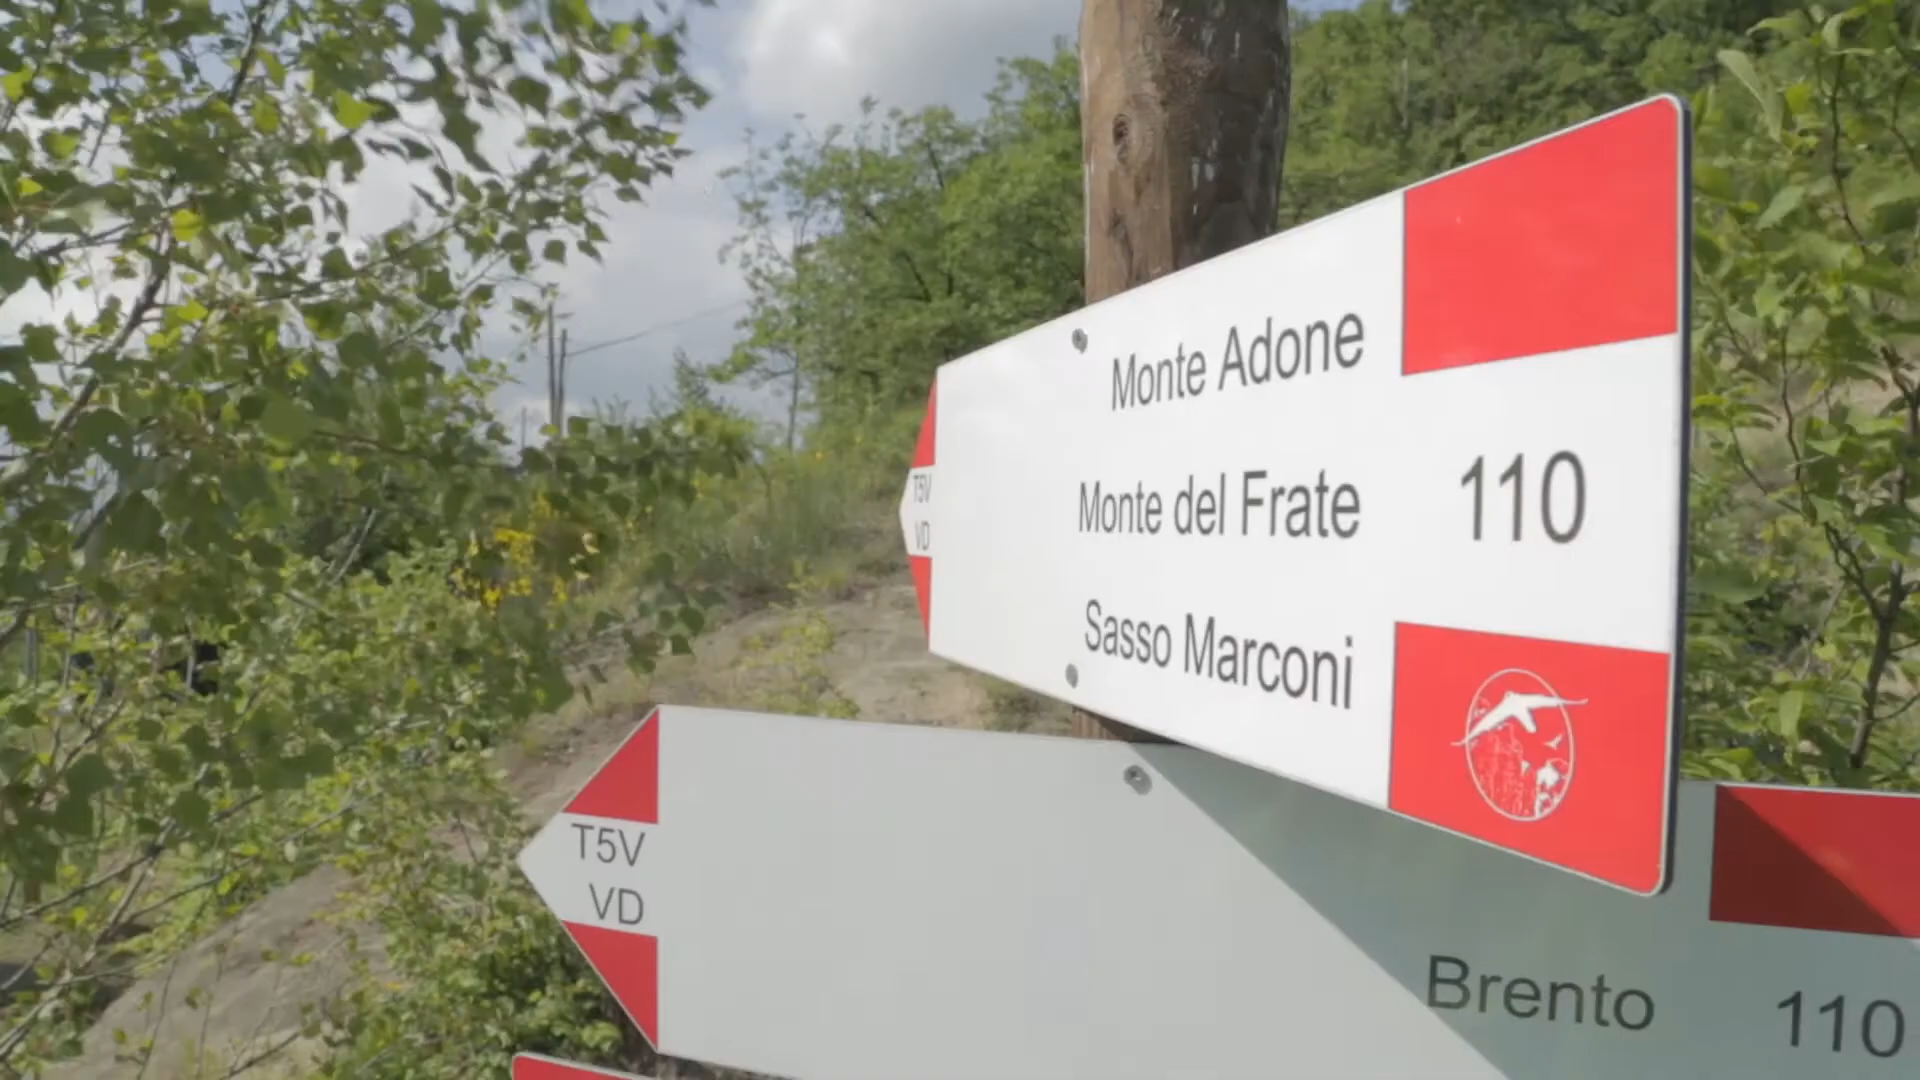 Monte Adone
T5V
VD
Monte del Frate
110
Sasso Marconi
T5V
VD
Brento
110